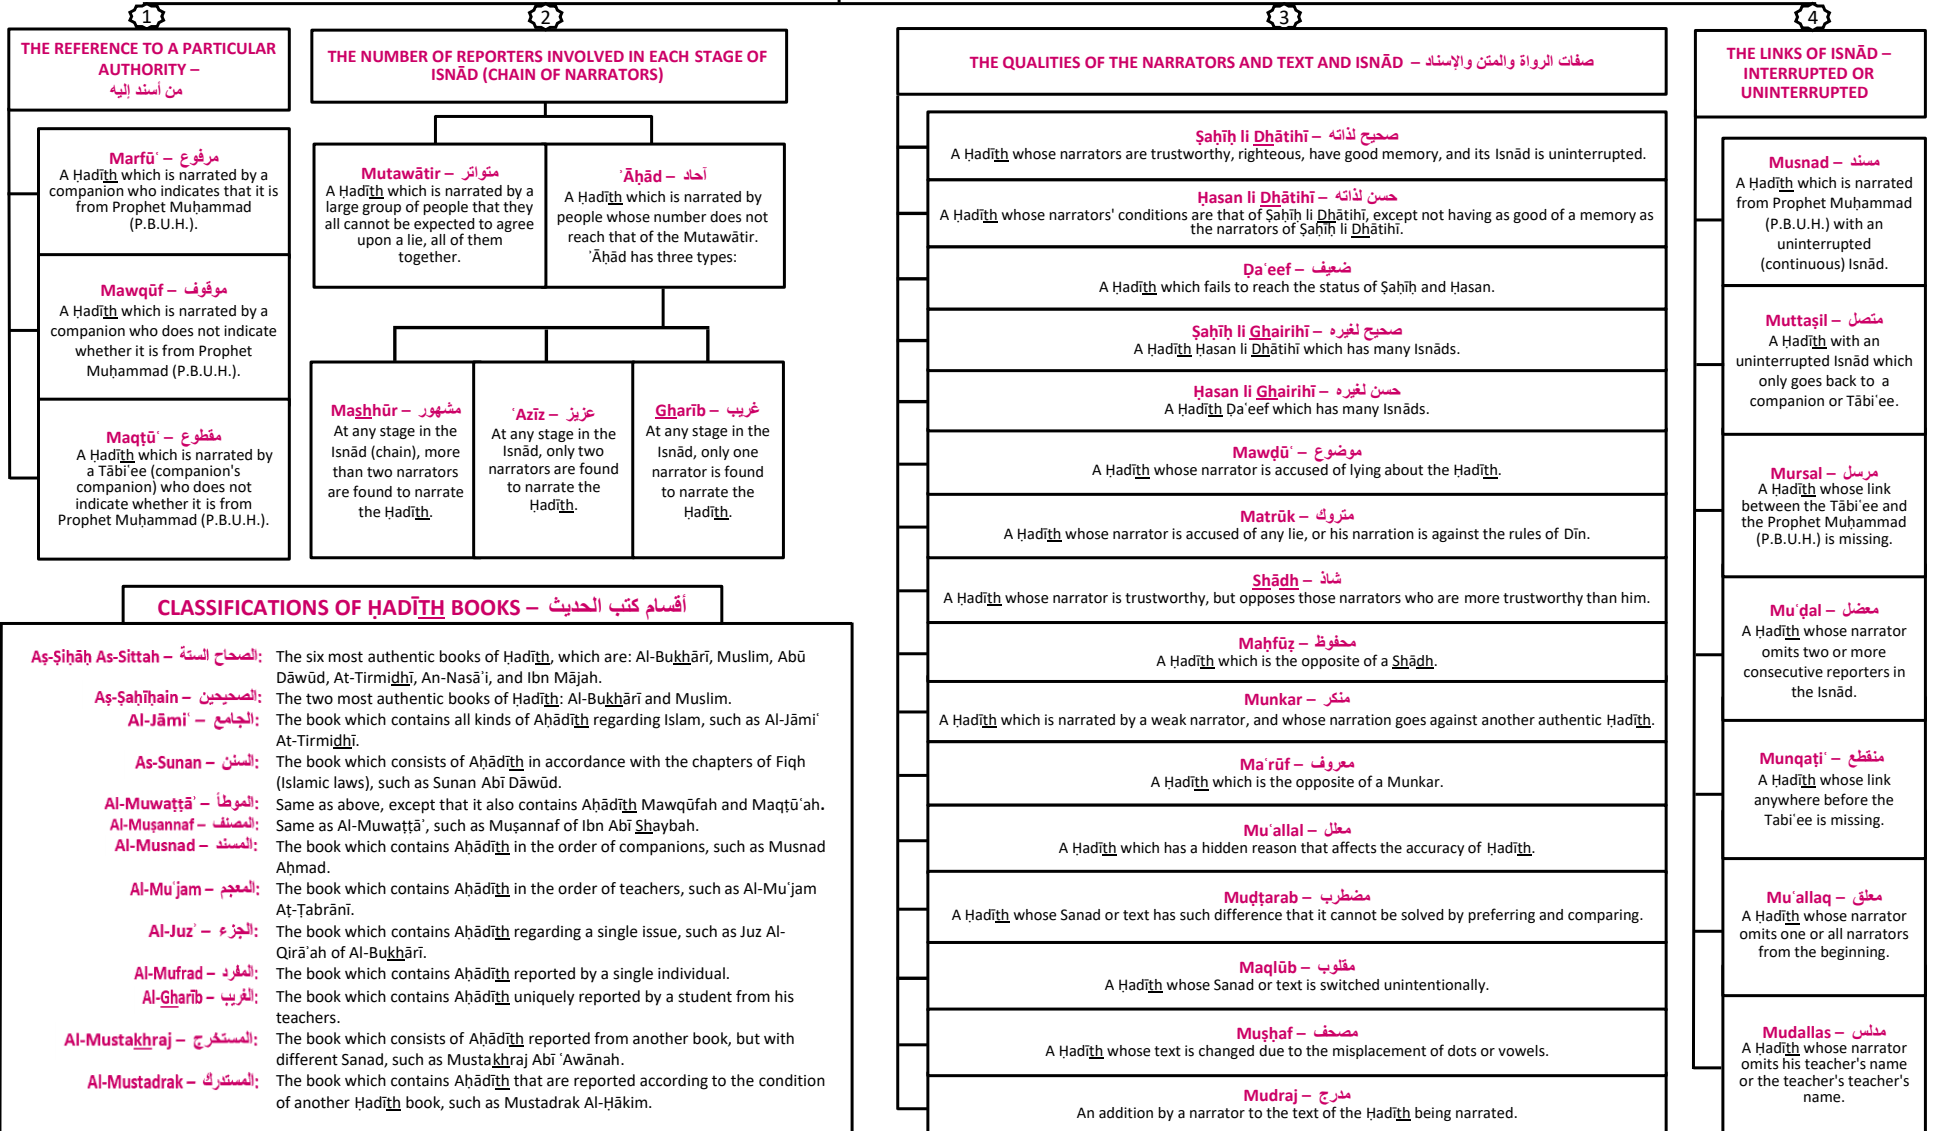 1
THE REFERENCE TO A PARTICULAR
AUTHORITY –
من أسند إليه
Marfūʿ – مرفوع
A Ḥadīth which is narrated by a
companion who indicates that it is
from Prophet Muḥammad
(P.B.U.H.).
Mawqūf – موقوف
A Ḥadīth which is narrated by a
companion who does not indicate
whether it is from Prophet
Muḥammad (P.B.U.H.).
Maqṭūʿ – مقطوع
A Ḥadīth which is narrated by
a Tābiʿee (companion's
companion) who does not
indicate whether it is from
Prophet Muḥammad (P.B.U.H.).
2
THE NUMBER OF REPORTERS INVOLVED IN EACH STAGE OF
ISNĀD (CHAIN OF NARRATORS)
Mutawātir – متواتر
A Ḥadīth which is narrated by a
large group of people that they
all cannot be expected to agree
upon a lie, all of them
together.
ʾĀḥād – آحاد
A Ḥadīth which is narrated by
people whose number does not
reach that of the Mutawātir.
ʾĀḥād has three types:
Mashhūr – مشهور
At any stage in the
Isnād (chain), more
than two narrators
are found to narrate
the Ḥadīth.
ʿAzīz – عزيز
At any stage in the
Isnād, only two
narrators are found
to narrate the
Ḥadīth.
Gharīb – غريب
At any stage in the
Isnād, only one
narrator is found
to narrate the
Ḥadīth.
3
THE QUALITIES OF THE NARRATORS AND TEXT AND ISNĀD – صفات الرواة والمتن والإسناد
Ṣaḥīḥ li Dhātihī – صحيح لذاته
A Ḥadīth whose narrators are trustworthy, righteous, have good memory, and its Isnād is uninterrupted.
Ḥasan li Dhātihī – حسن لذاته
A Ḥadīth whose narrators' conditions are that of Ṣaḥīḥ li Dhātihī, except not having as good of a memory as
the narrators of Ṣaḥīḥ li Dhātihī.
Ḍaʿeef – ضعيف
A Ḥadīth which fails to reach the status of Ṣaḥīḥ and Ḥasan.
Ṣaḥīḥ li Ghairihī – صحيح لغيره
A Ḥadīth Ḥasan li Dhātihī which has many Isnāds.
Ḥasan li Ghairihī – حسن لغيره
A Ḥadīth Ḍaʿeef which has many Isnāds.
Mawḍūʿ – موضوع
A Ḥadīth whose narrator is accused of lying about the Ḥadīth.
Matrūk – متروك
A Ḥadīth whose narrator is accused of any lie, or his narration is against the rules of Dīn.
Shādh – شاذ
A Ḥadīth whose narrator is trustworthy, but opposes those narrators who are more trustworthy than him.
Maḥfūẓ – محفوظ
A Ḥadīth which is the opposite of a Shādh.
Munkar – منكر
A Ḥadīth which is narrated by a weak narrator, and whose narration goes against another authentic Ḥadīth.
Maʿrūf – معروف
A Ḥadīth which is the opposite of a Munkar.
Muʿallal – معلل
A Ḥadīth which has a hidden reason that affects the accuracy of Ḥadīth.
Muḍṭarab – مضطرب
A Ḥadīth whose Sanad or text has such difference that it cannot be solved by preferring and comparing.
Maqlūb – مقلوب
A Ḥadīth whose Sanad or text is switched unintentionally.
Muṣḥaf – مصحف
A Ḥadīth whose text is changed due to the misplacement of dots or vowels.
Mudraj – مدرج
An addition by a narrator to the text of the Ḥadīth being narrated.
4
THE LINKS OF ISNĀD –
INTERRUPTED OR
UNINTERRUPTED
Musnad – مسند
A Ḥadīth which is narrated
from Prophet Muḥammad
(P.B.U.H.) with an
uninterrupted
(continuous) Isnād.
Muttaṣil – متصل
A Ḥadīth with an
uninterrupted Isnād which
only goes back to a
companion or Tābiʿee.
Mursal – مرسل
A Ḥadīth whose link
between the Tābiʿee and
the Prophet Muḥammad
(P.B.U.H.) is missing.
Muʿḍal – معضل
A Ḥadīth whose narrator
omits two or more
consecutive reporters in
the Isnād.
Munqaṭiʿ – منقطع
A Ḥadīth whose link
anywhere before the
Tabiʿee is missing.
Muʿallaq – معلق
A Ḥadīth whose narrator
omits one or all narrators
from the beginning.
Mudallas – مدلس
A Ḥadīth whose narrator
omits his teacher's name
or the teacher's teacher's
name.
CLASSIFICATIONS OF ḤADĪTH BOOKS – أقسام كتب الحديث
Aṣ-Ṣiḥāḥ As-Sittah – الصحاح الستة: The six most authentic books of Ḥadīth, which are: Al-Bukhārī, Muslim, Abū
Dāwūd, At-Tirmidhī, An-Nasāʾi, and Ibn Mājah.
Aṣ-Ṣaḥīḥain – الصحيحين: The two most authentic books of Ḥadīth: Al-Bukhārī and Muslim.
Al-Jāmiʿ – الجامع: The book which contains all kinds of Aḥādīth regarding Islam, such as Al-Jāmiʿ
At-Tirmidhī.
As-Sunan – السنن: The book which consists of Aḥādīth in accordance with the chapters of Fiqh
(Islamic laws), such as Sunan Abī Dāwūd.
Al-Muwaṭṭāʾ – الموطأ: Same as above, except that it also contains Aḥādīth Mawqūfah and Maqṭūʿah.
Al-Muṣannaf – المصنف: Same as Al-Muwaṭṭāʾ, such as Muṣannaf of Ibn Abī Shaybah.
Al-Musnad – المسند: The book which contains Aḥādīth in the order of companions, such as Musnad
Aḥmad.
Al-Muʿjam – المعجم: The book which contains Aḥādīth in the order of teachers, such as Al-Muʿjam
Aṭ-Ṭabrānī.
Al-Juzʾ – الجزء: The book which contains Aḥādīth regarding a single issue, such as Juz Al-
Qirāʾah of Al-Bukhārī.
Al-Mufrad – المفرد: The book which contains Aḥādīth reported by a single individual.
Al-Gharīb – الغريب: The book which contains Aḥādīth uniquely reported by a student from his
teachers.
Al-Mustakhraj – المستخرج: The book which consists of Aḥādīth reported from another book, but with
different Sanad, such as Mustakhraj Abī ʿAwānah.
Al-Mustadrak – المستدرك: The book which contains Aḥādīth that are reported according to the condition
of another Ḥadīth book, such as Mustadrak Al-Ḥākim.